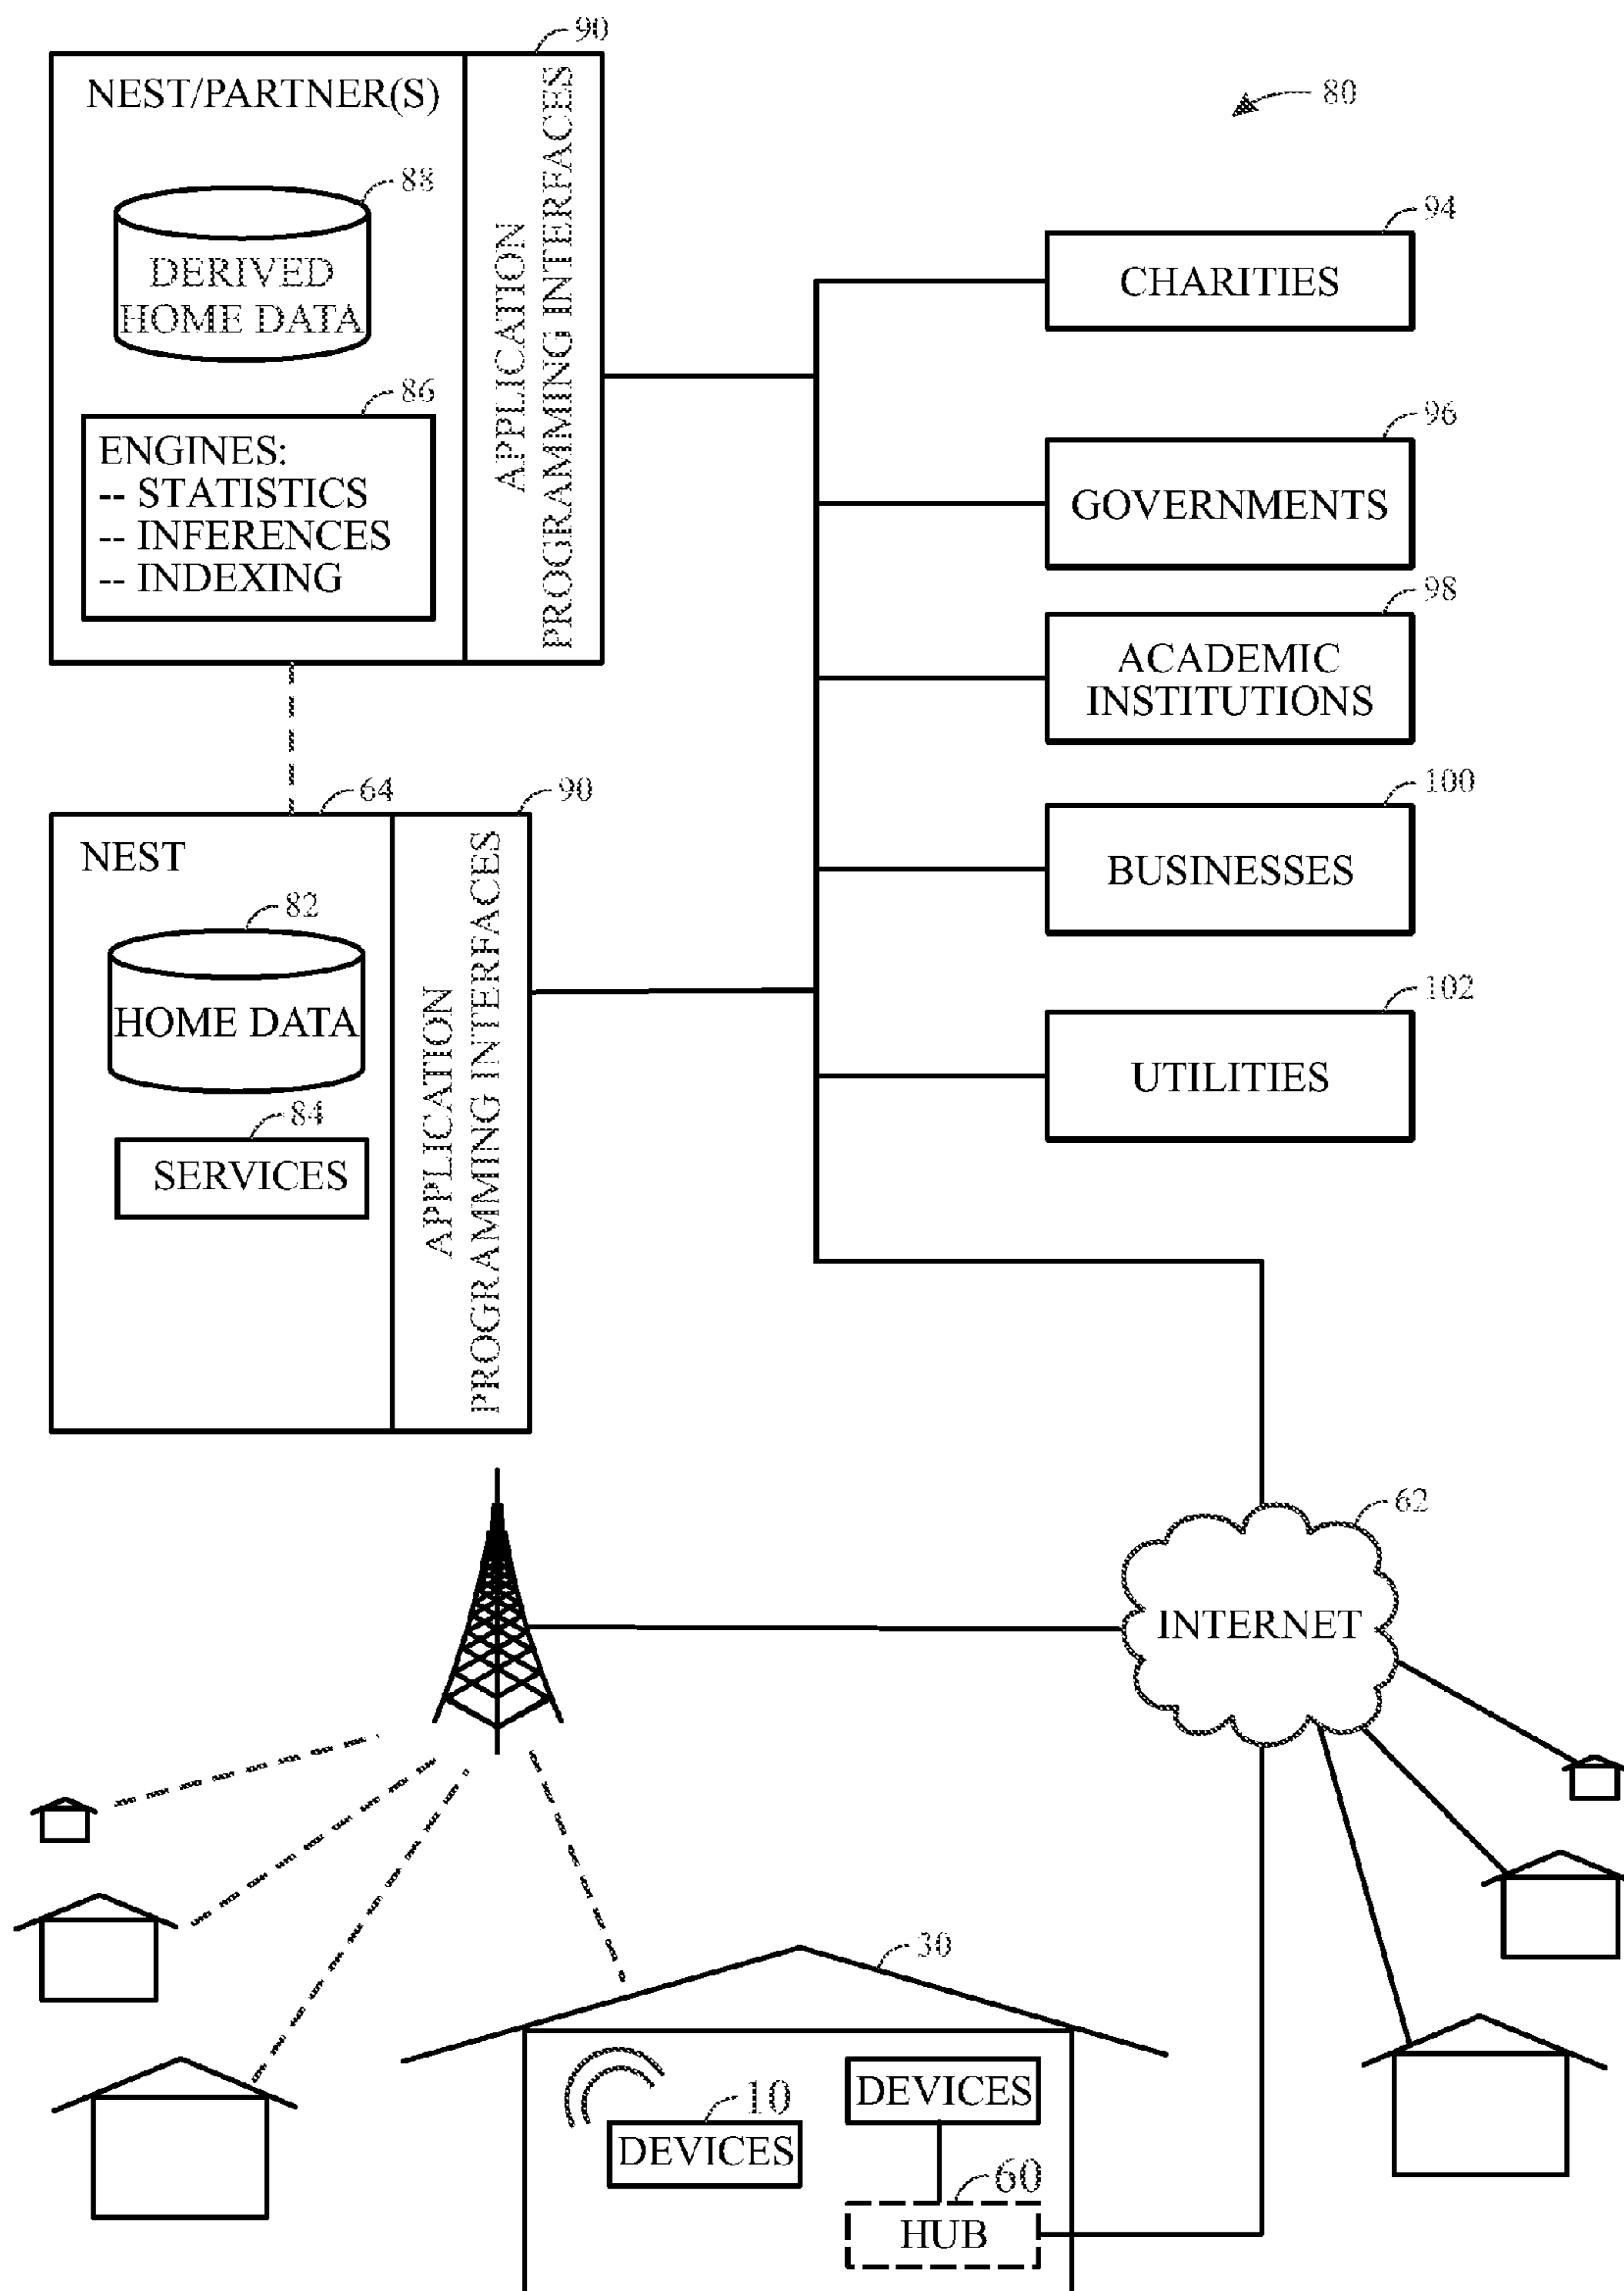 90
NEST/PARTNER(S)
80
88
DERIVED
HOME DATA
APPLICATION
PROGRAMMING INTERFACES
94
CHARITIES
86
ENGINES:
-- STATISTICS
-- INFERENCES
-- INDEXING
96
GOVERNMENTS
98
ACADEMIC
INSTITUTIONS
64
90
100
BUSINESSES
NEST
82
HOME DATA
84
SERVICES
APPLICATION
PROGRAMMING INTERFACES
102
UTILITIES
62
INTERNET
30
10
DEVICES
DEVICES
60
HUB